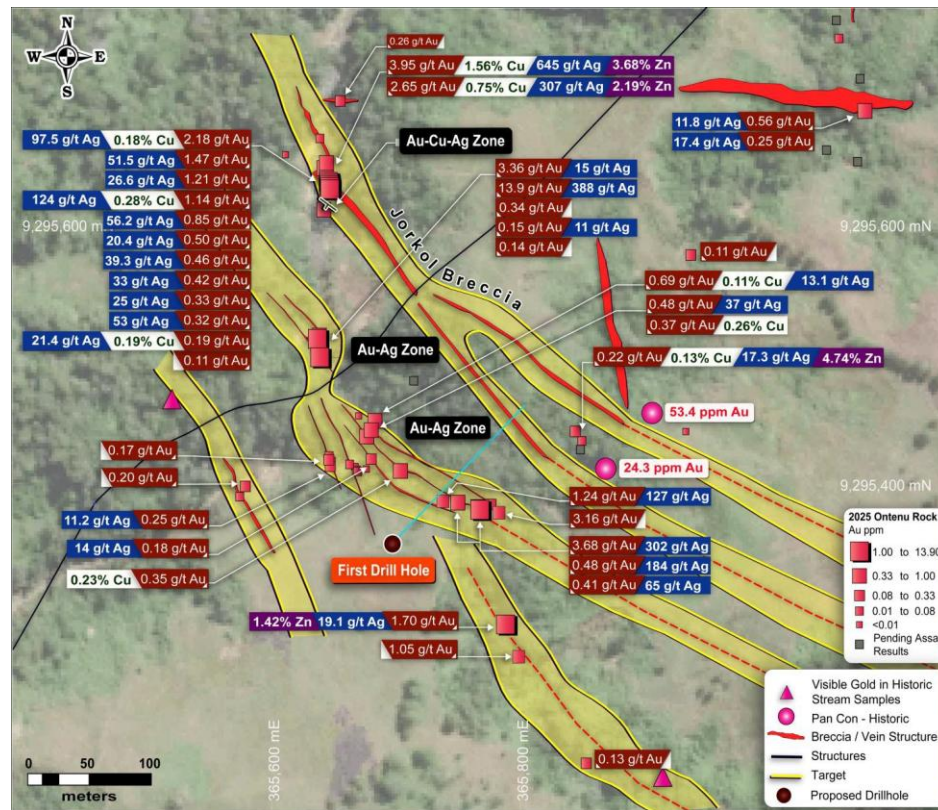 N
W E
S
0.26 g/t Au
3.95 g/t Au 1.56% Cu 645 g/t Ag 3.68% Zn
2.65 g/t Au 0.75% Cu 307 g/t Ag 2.19% Zn
11.8 g/t Ag 0.56 g/t Au
17.4 g/t Ag 0.25 g/t Au
97.5 g/t Ag 0.18% Cu 2.18 g/t Au
51.5 g/t Ag 1.47 g/t Au
26.6 g/t Ag 1.21 g/t Au
124 g/t Ag 0.28% Cu 1.14 g/t Au
56.2 g/t Ag 0.85 g/t Au
20.4 g/t Ag 0.50 g/t Au
39.3 g/t Ag 0.46 g/t Au
33 g/t Ag 0.42 g/t Au
25 g/t Ag 0.33 g/t Au
53 g/t Ag 0.32 g/t Au
21.4 g/t Ag 0.19% Cu 0.19 g/t Au
0.11 g/t Au
Au-Cu-Ag Zone
3.36 g/t Au 15 g/t Ag
13.9 g/t Au 388 g/t Ag
0.34 g/t Au
0.15 g/t Au 11 g/t Ag
0.14 g/t Au
9,295,600 mN
9,295,600 mN
Jorkol Breccia
0.11 g/t Au
0.69 g/t Au 0.11% Cu 13.1 g/t Ag
0.48 g/t Au 37 g/t Ag
0.37 g/t Au 0.26% Cu
Au-Ag Zone
0.22 g/t Au 0.13% Cu 17.3 g/t Ag 4.74% Zn
Au-Ag Zone
53.4 ppm Au
24.3 ppm Au
0.17 g/t Au
0.20 g/t Au
11.2 g/t Ag 0.25 g/t Au
14 g/t Ag 0.18 g/t Au
0.23% Cu 0.35 g/t Au
9,295,400 mN
1.24 g/t Au 127 g/t Ag
3.16 g/t Au
3.68 g/t Au 302 g/t Ag
0.48 g/t Au 184 g/t Ag
0.41 g/t Au 65 g/t Ag
First Drill Hole
1.42% Zn 19.1 g/t Ag 1.70 g/t Au
1.05 g/t Au
0.13 g/t Au
365,600 mE
365,800 mE
0 50 100
meters
2025 Ontenu Rock
Au ppm
1.00 to 13.90
0.33 to 1.00
0.08 to 0.33
0.01 to 0.08
<0.01
Pending Assa
Results
Visible Gold in Historic
Stream Samples
Pan Con - Historic
Breccia / Vein Structures
Structures
Target
Proposed Drillhole